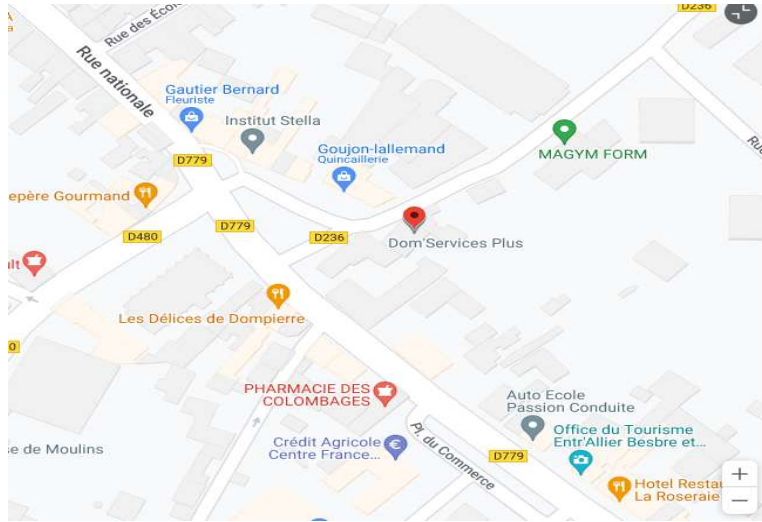 D236
Rue des Écol
Rue nationale
Gautier Bernard
Fleuriste
Institut Stella
Goujon-lallemand
Quincaillerie
MAGYM FORM
D779
epère Gourmand
D779
D480
D236
Dom'Services Plus
Les Délices de Dompierre
PHARMACIE DES
COLOMBAGES
Auto Ecole
Passion Conduite
Office du Tourisme
Entr'Allier Besbre et...
Crédit Agricole
Centre France...
Pl. du Commerce
D779
se de Moulins
Hotel Restau
La Roseraie